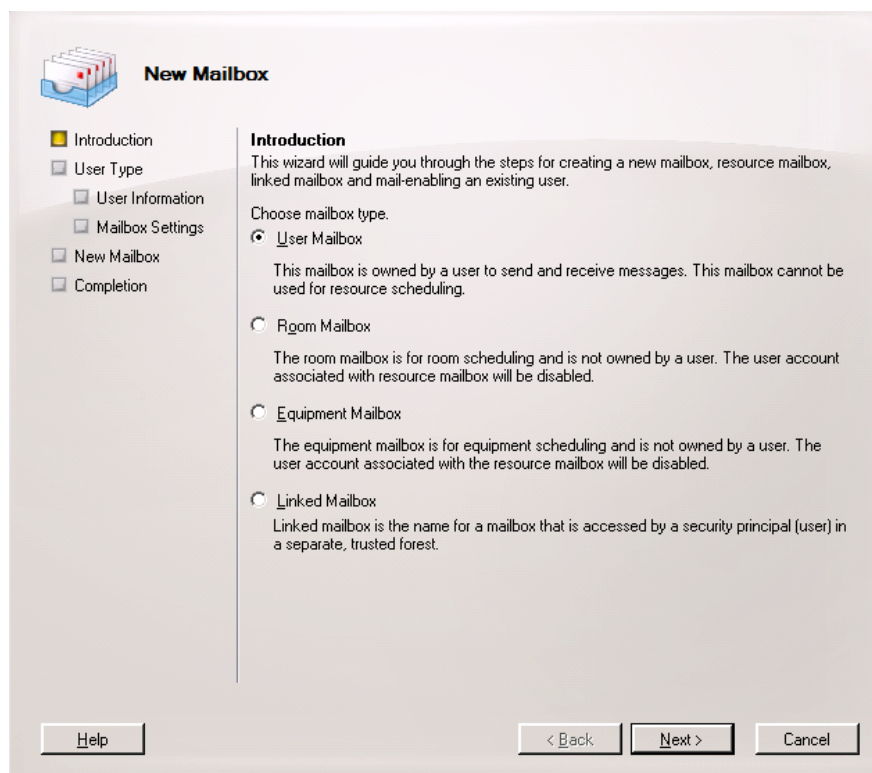 New Mailbox
Introduction
User Type
User Information
Mailbox Settings
New Mailbox
Completion
Introduction
This wizard will guide you through the steps for creating a new mailbox, resource mailbox,
linked mailbox and mail-enabling an existing user.
Choose mailbox type.
User Mailbox
This mailbox is owned by a user to send and receive messages. This mailbox cannot be
used for resource scheduling.
Room Mailbox
The room mailbox is for room scheduling and is not owned by a user. The user account
associated with resource mailbox will be disabled.
Equipment Mailbox
The equipment mailbox is for equipment scheduling and is not owned by a user. The
user account associated with the resource mailbox will be disabled.
Linked Mailbox
Linked mailbox is the name for a mailbox that is accessed by a security principal (user) in
a separate, trusted forest.
Help
< Back
Next >
Cancel